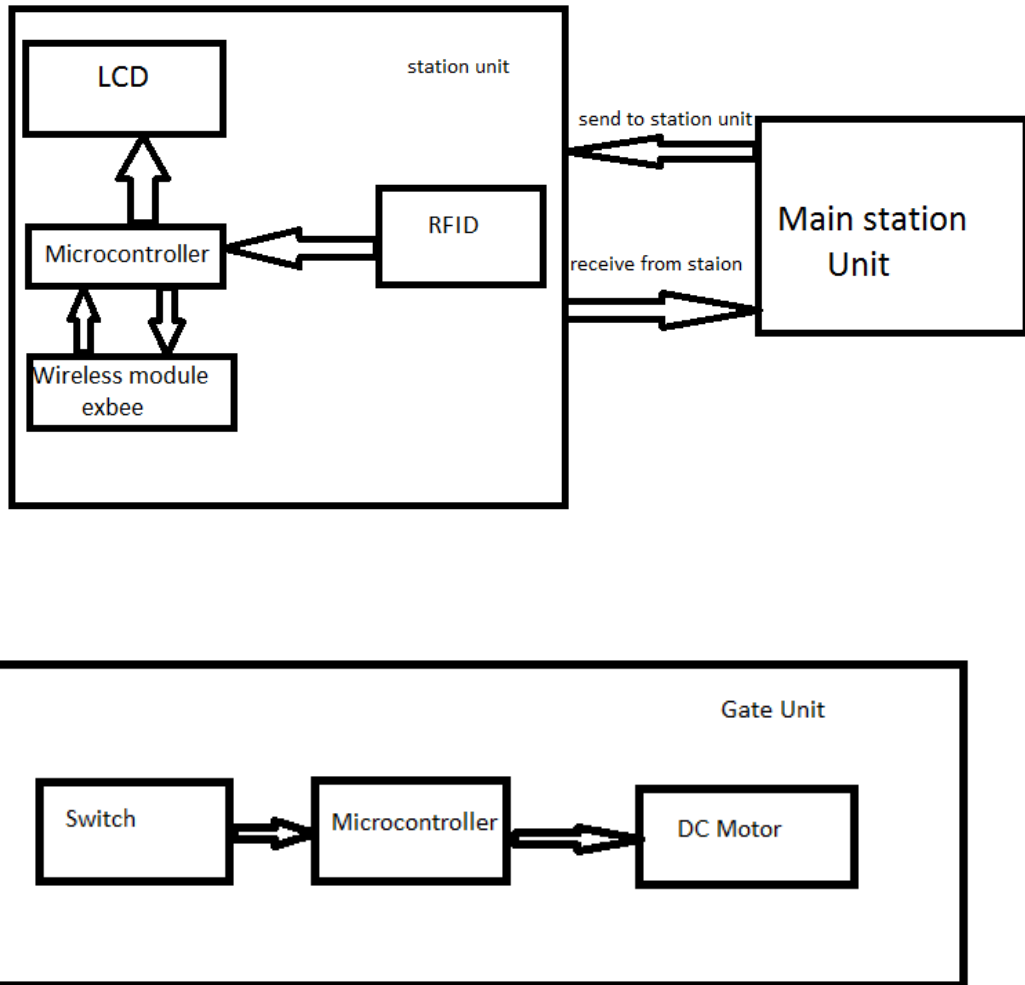 LCD
station unit
send to station unit
Main station
Unit
RFID
Microcontroller
receive from staion
Wireless module
exbee
Gate Unit
Switch
Microcontroller
DC Motor